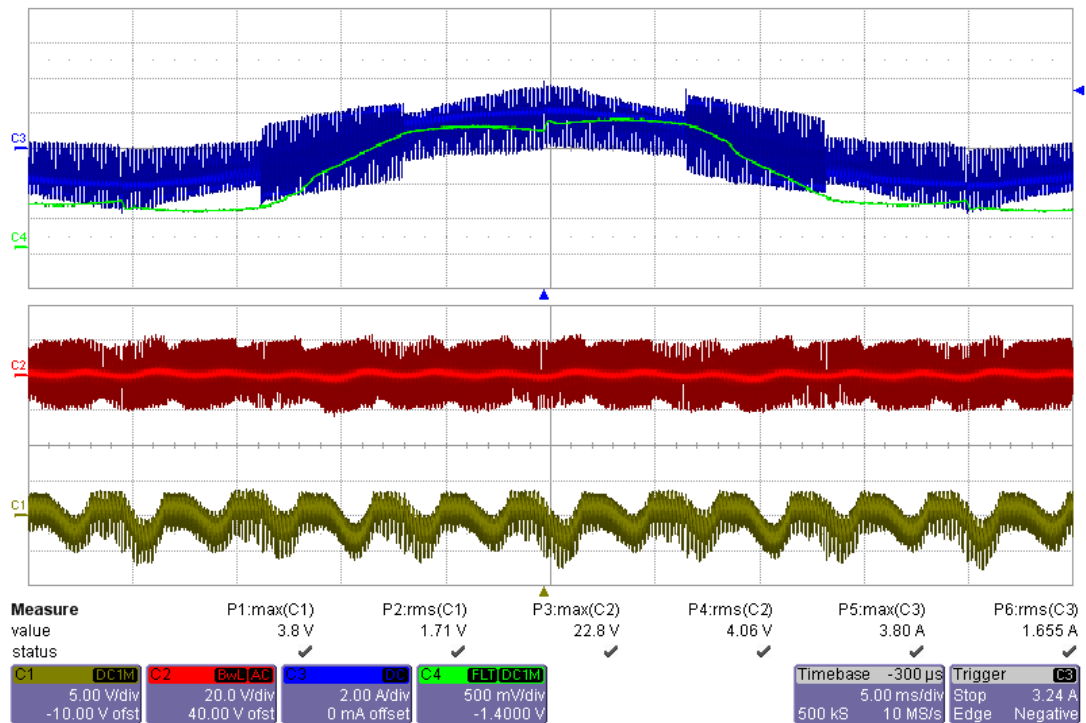 C3
C4
C2
C1
Measure P1:max(C1) P2:rms(C1) P3:max(C2) P4:rms(C2) P5:max(C3) P6:rms(C3)
value 3.8 V 1.71 V 22.8 V 4.06 V 3.80 A 1.655 A
status
C1 DC1M
5.00 V/div
-10.00 V ofst
C2 BwL AC
20.0 V/div
40.00 V ofst
C3 DC
2.00 A/div
0 mA offset
C4 FLT DC1M
500 mV/div
-1.4000 V
Timebase -300 µs
5.00 ms/div
500 kS 10 MS/s
Trigger C3
Stop 3.24 A
Edge Negative